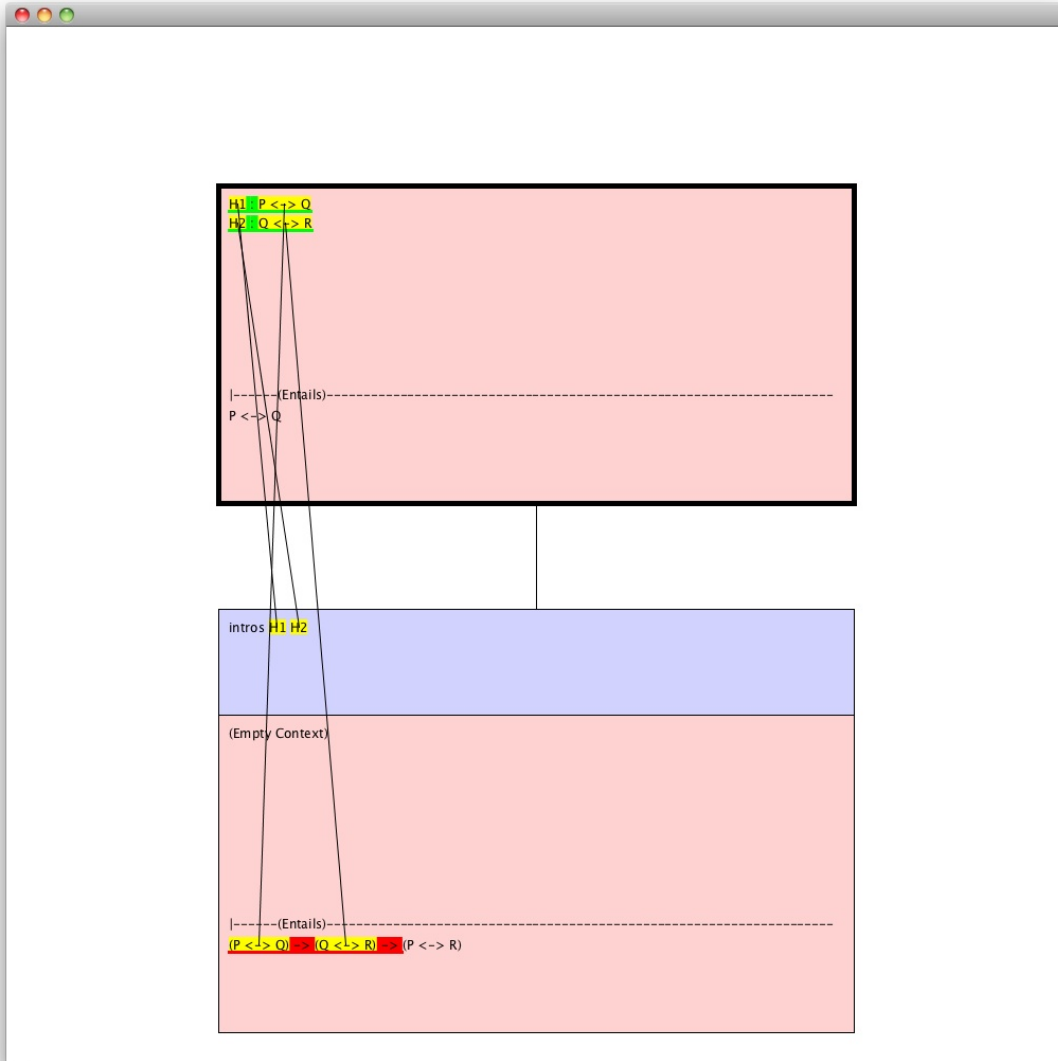 H1 : P <-> Q
H2 : Q <-> R
|------(Entails)--------------------------------------------------------------------
P <-> Q
intros H1 H2
(Empty Context)
|------(Entails)--------------------------------------------------------------------
(P <-> Q) -> (Q <-> R) -> (P <-> R)